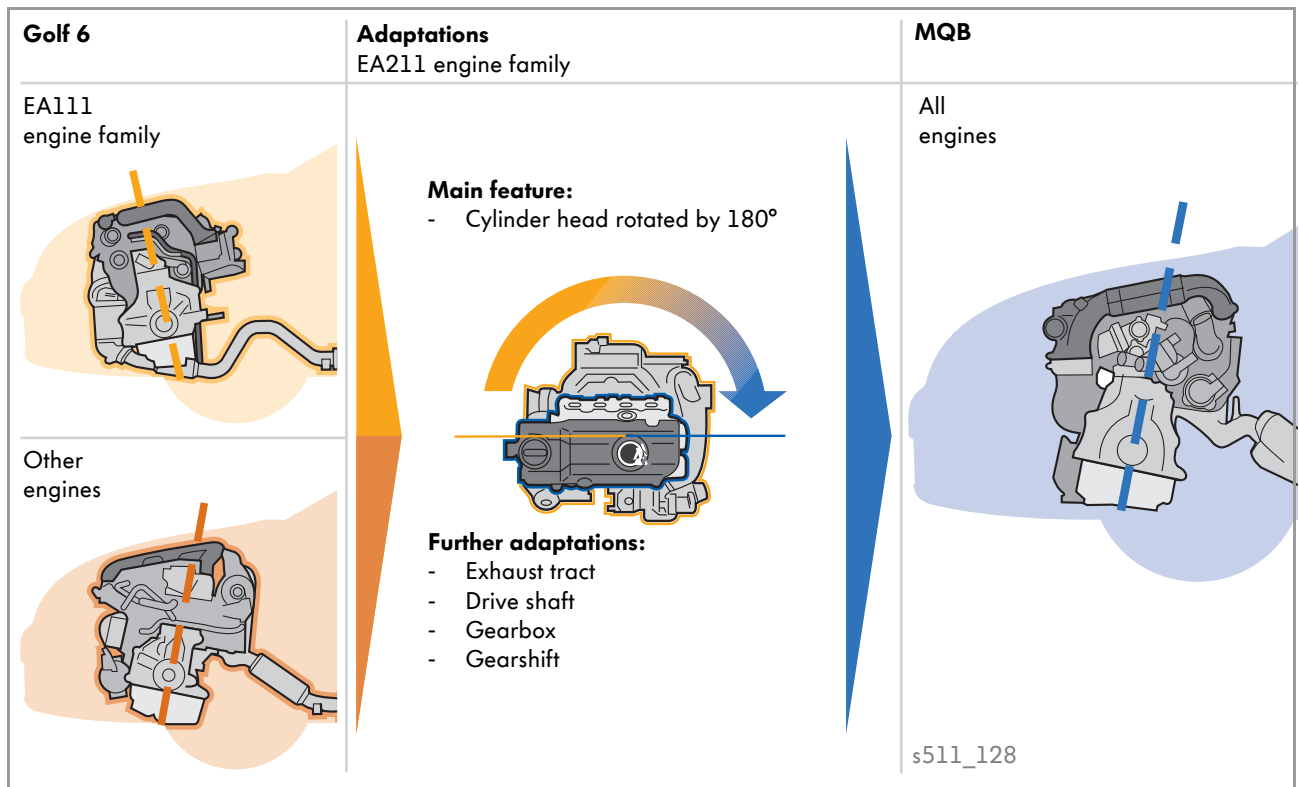 Golf 6
Adaptations
EA211 engine family
MQB
EA111
engine family
Main feature:
- Cylinder head rotated by 180°
All
engines
Other
engines
Further adaptations:
- Exhaust tract
- Drive shaft
- Gearbox
- Gearshift
s511_128